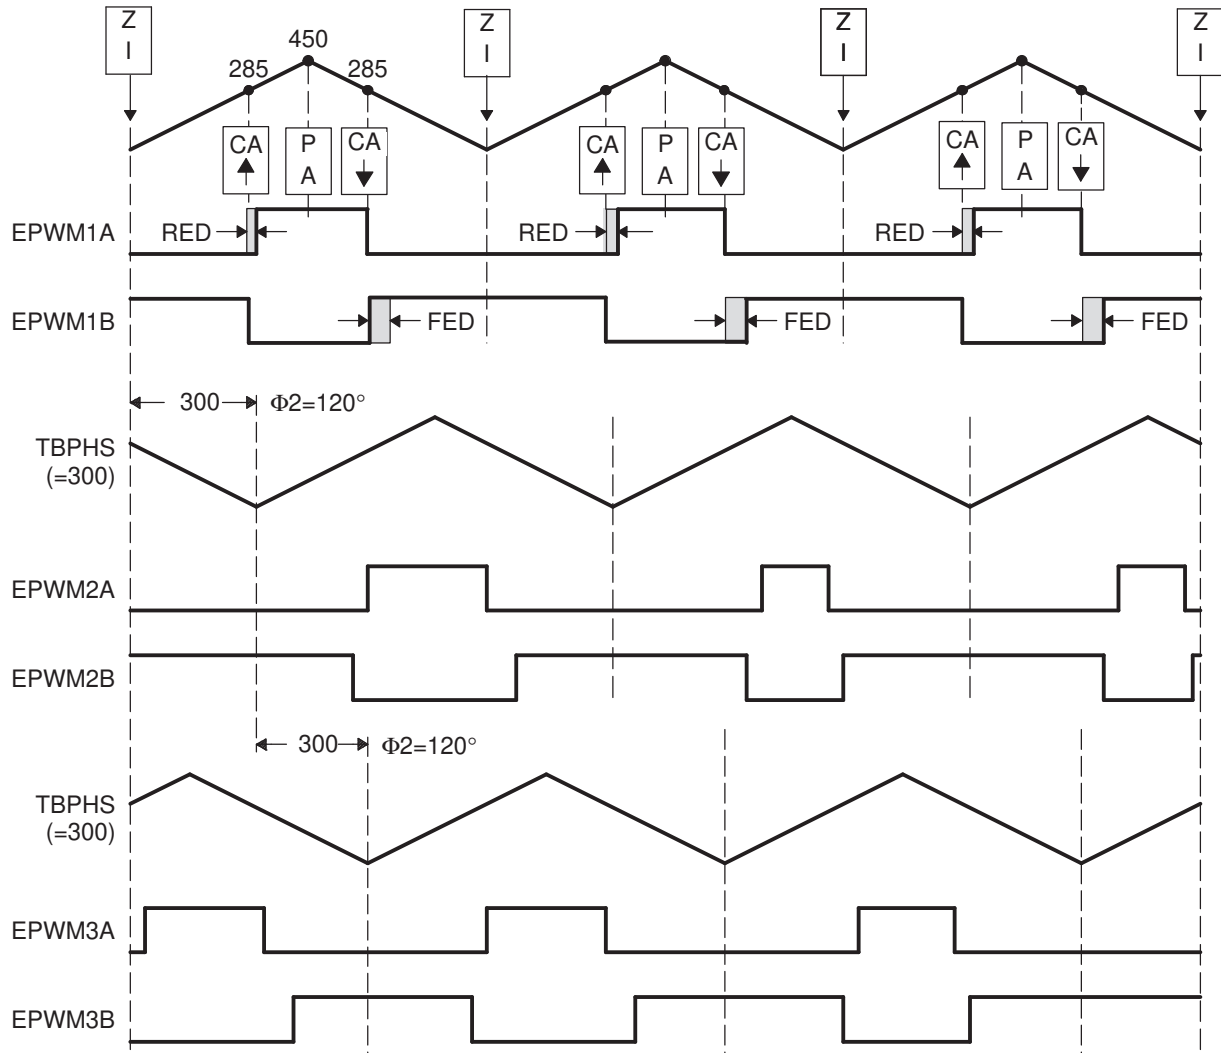 Z
I
Z
I
Z
I
Z
I
450
285
285
CA
P
A
CA
CA
P
A
CA
CA
P
A
CA
EPWM1A
RED
RED
RED
EPWM1B
FED
FED
FED
300
Φ2=120°
TBPHS
(=300)
EPWM2A
EPWM2B
300
Φ2=120°
TBPHS
(=300)
EPWM3A
EPWM3B